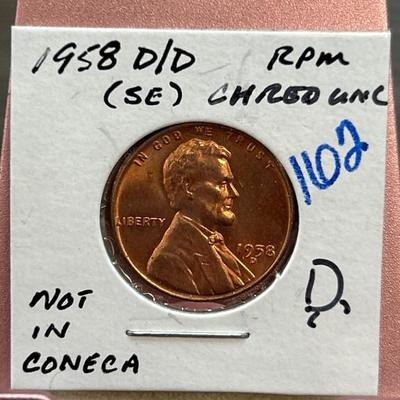 1958 D/D RPM
(SE) CH RED UNC
1102
IN GOD WE TRUST
LIBERTY
1958
D
D
NOT
IN
CONECA